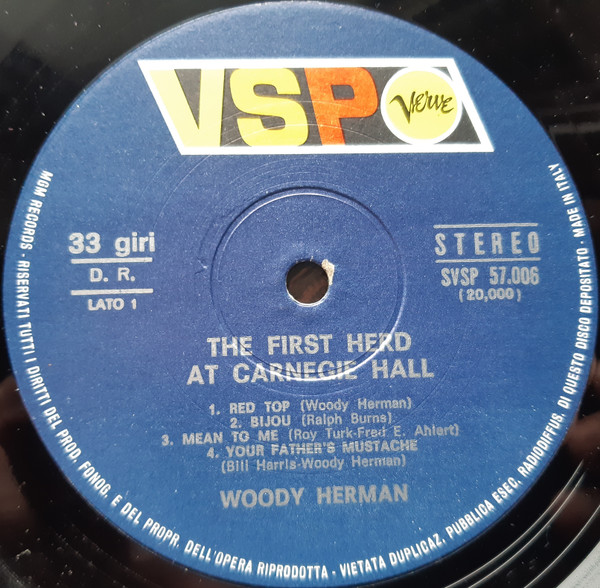 VSP
Verve
33 giri
D. R.
LATO 1
STEREO
SVSP 57.006
(20,000)
THE FIRST HERD
AT CARNEGIE HALL
1. RED TOP (Woody Herman)
2. BIJOU (Ralph Burns)
3. MEAN TO ME (Roy Turk-Fred E. Ahlert)
4. YOUR FATHER'S MUSTACHE
(Bill Harris-Woody Herman)
WOODY HERMAN
MGM RECORDS - RISERVATI TUTTI I DIRITTI DEL PROD. FONOG. E DEL PROPR. DELL'OPERA RIPRODOTTA - VIETATA DUPLICAZ. PUBBLICA ESEC. RADIODIFFUS. DI QUESTO DISCO DEPOSITATO - MADE IN ITALY